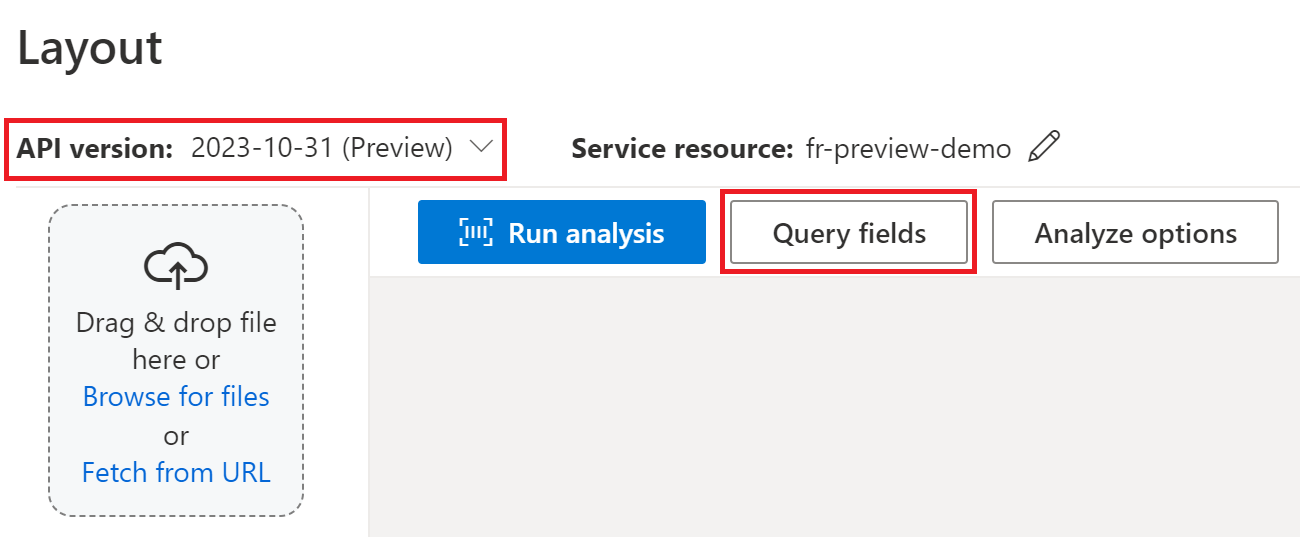 Layout
API version: 2023-10-31 (Preview)
Service resource: fr-preview-demo
Run analysis
Query fields
Analyze options
Drag & drop file
here or
Browse for files
or
Fetch from URL